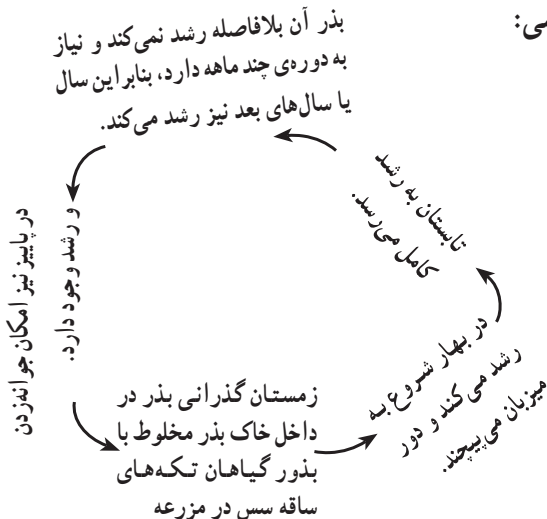 سی:
بذر آن بلافاصله رشد نمی‌کند و نیاز
به دوره‌ی چند ماهه دارد، بنابراین سال
یا سال‌های بعد نیز رشد می‌کند.
در پاییز نیز امکان جوانه‌زدن
و رشد وجود دارد.
زمستان گذرانی بذر در
داخل خاک بذر مخلوط با
بذور گیاهان تکه‌های
ساقه سس در مزرعه
در بهار شروع به
رشد می کند و دور
میزبان می‌پیچند.
تابستان به رشد
کامل می‌رسد.